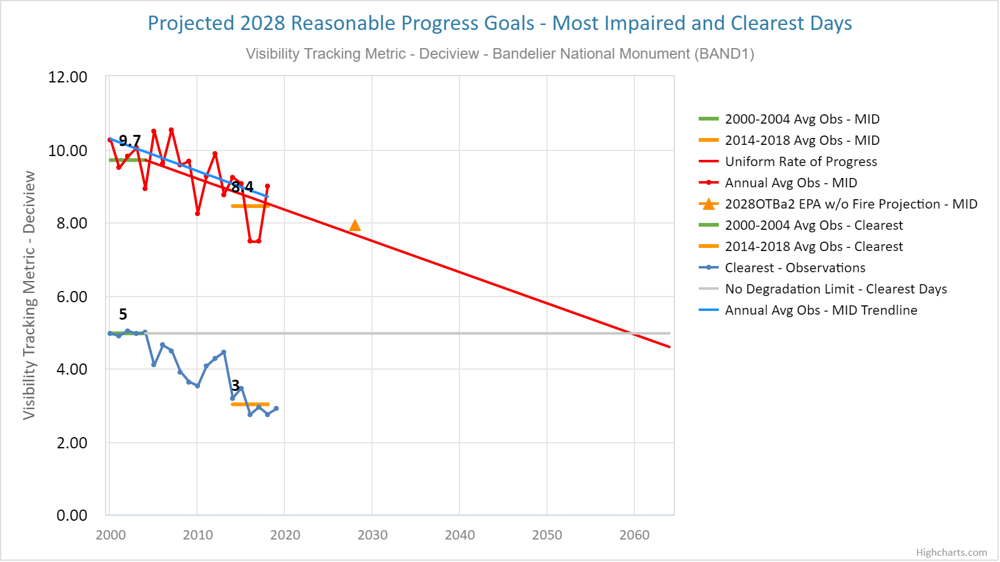 Projected 2028 Reasonable Progress Goals - Most Impaired and Clearest Days
Visibility Tracking Metric - Deciview - Bandelier National Monument (BAND1)
Visibility Tracking Metric - Deciview
12.00
10.00
8.00
6.00
4.00
2.00
0.00
9.7
8.4
5
3
2000
2010
2020
2030
2040
2050
2060
2000-2004 Avg Obs - MID
2014-2018 Avg Obs - MID
Uniform Rate of Progress
Annual Avg Obs - MID
2028OTBa2 EPA w/o Fire Projection - MID
2000-2004 Avg Obs - Clearest
2014-2018 Avg Obs - Clearest
Clearest - Observations
No Degradation Limit - Clearest Days
Annual Avg Obs - MID Trendline
Highcharts.com